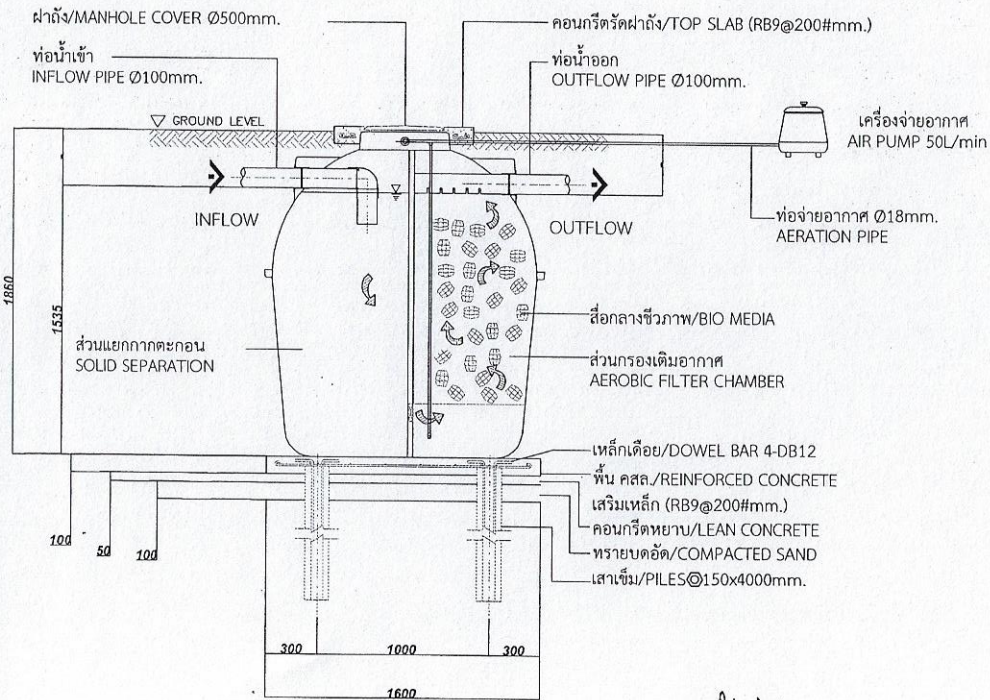 ฝาถัง/MANHOLE COVER Ø500mm.
คอนกรีตรัดฝาถัง/TOP SLAB (RB9@200#mm.)
ท่อน้ำเข้า
INFLOW PIPE Ø100mm.
ท่อน้ำออก
OUTFLOW PIPE Ø100mm.
GROUND LEVEL
เครื่องจ่ายอากาศ
AIR PUMP 50L/min
INFLOW
OUTFLOW
ท่อจ่ายอากาศ Ø18mm.
AERATION PIPE
1860
1535
สื่อกลางชีวภาพ/BIO MEDIA
ส่วนแยกกากตะกอน
SOLID SEPARATION
ส่วนกรองเติมอากาศ
AEROBIC FILTER CHAMBER
เหล็กเดือย/DOWEL BAR 4-DB12
พื้น คสล./REINFORCED CONCRETE
เสริมเหล็ก (RB9@200#mm.)
คอนกรีตหยาบ/LEAN CONCRETE
ทรายบดอัด/COMPACTED SAND
เสาเข็ม/PILES 150x4000mm.
100
50
100
300
1000
300
1600